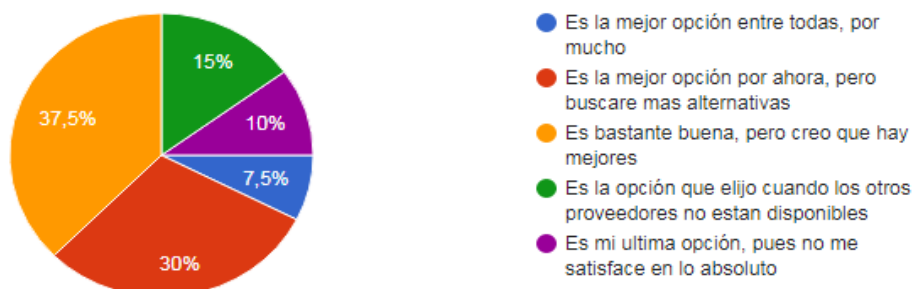 15%
37,5%
10%
7,5%
30%
Es la mejor opción entre todas, por
mucho
Es la mejor opción por ahora, pero
buscare mas alternativas
Es bastante buena, pero creo que hay
mejores
Es la opción que elijo cuando los otros
proveedores no estan disponibles
Es mi ultima opción, pues no me
satisface en lo absoluto